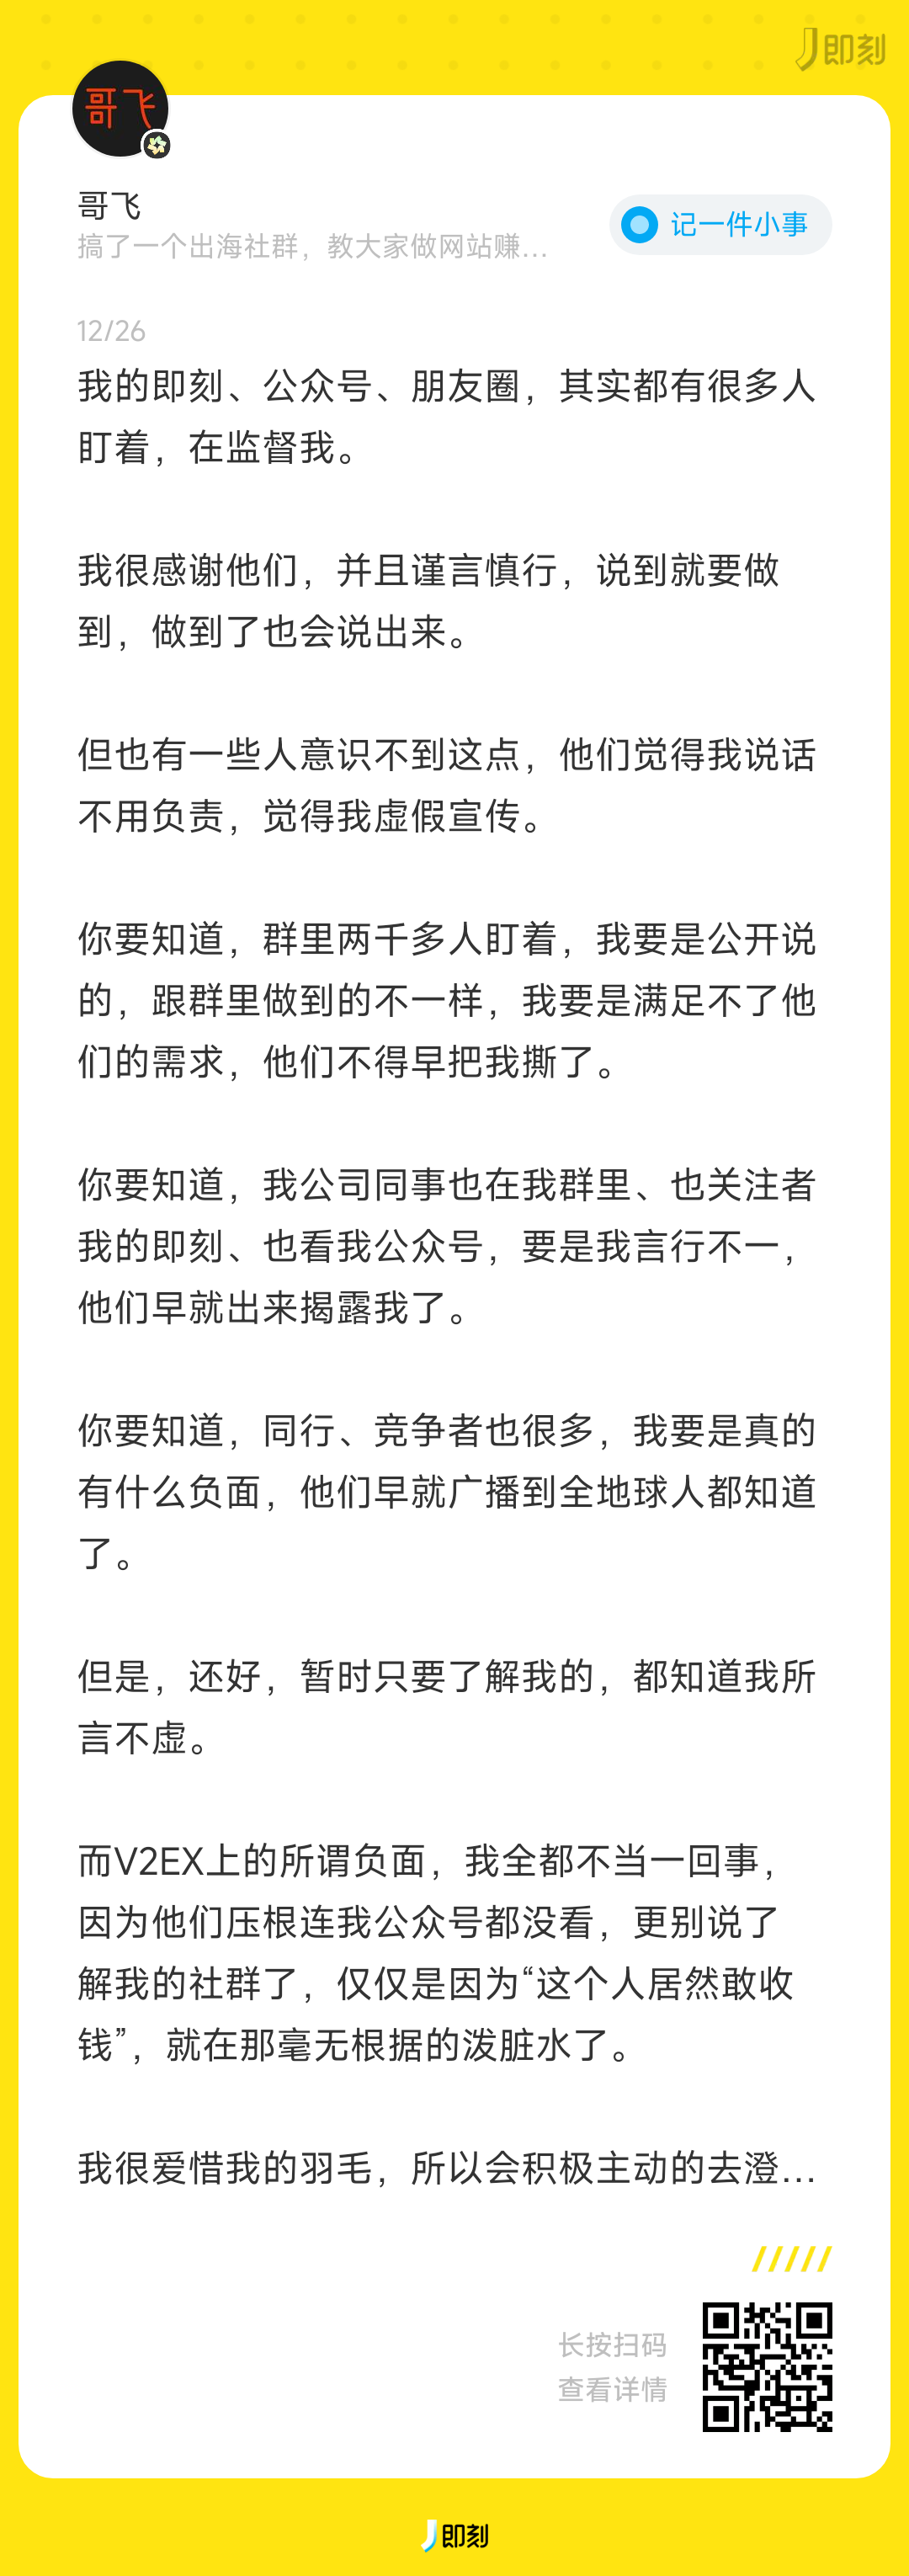 即刻
哥飞
哥飞
记一件小事
搞了一个出海社群，教大家做网站赚...
12/26
我的即刻、公众号、朋友圈，其实都有很多人
盯着，在监督我。
我很感谢他们，并且谨言慎行，说到就要做
到，做到了也会说出来。
但也有一些人意识不到这点，他们觉得我说话
不用负责，觉得我虚假宣传。
你要知道，群里两千多人盯着，我要是公开说
的，跟群里做到的不一样，我要是满足不了他
们的需求，他们不得早把我撕了。
你要知道，我公司同事也在我群里、也关注者
我的即刻、也看我公众号，要是我言行不一，
他们早就出来揭露我了。
你要知道，同行、竞争者也很多，我要是真的
有什么负面，他们早就广播到全地球人都知道
了。
但是，还好，暂时只要了解我的，都知道我所
言不虚。
而V2EX上的所谓负面，我全都不当一回事，
因为他们压根连我公众号都没看，更别说了
解我的社群了，仅仅是因为“这个人居然敢收
钱”，就在那毫无根据的泼脏水了。
我很爱惜我的羽毛，所以会积极主动的去澄...
长按扫码
查看详情
即刻